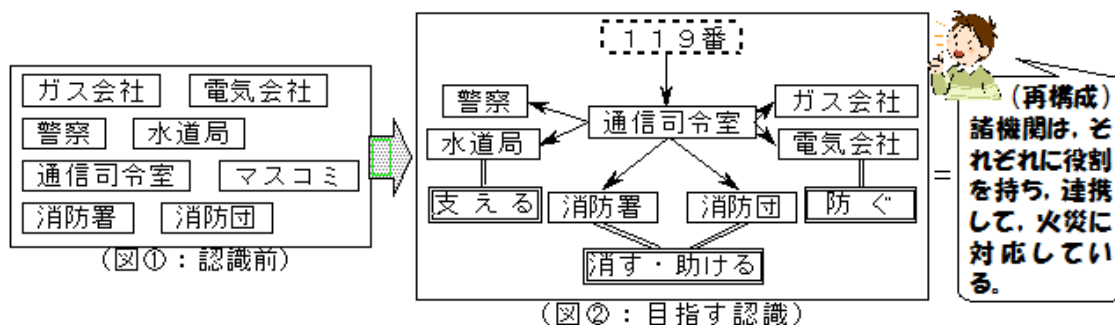 ガス会社 電気会社
警察 水道局
通信司令室 マスコミ
消防署 消防団
(図①:認識前)
119番
警察 通信司令室 ガス会社
水道局 電気会社
支える 消防署 消防団 防ぐ
消す・助ける
(図②:目指す認識)
=
(再構成)
諸機関は,そ
れぞれに役割
を持ち,連携
して,火災に
対応してい
る。